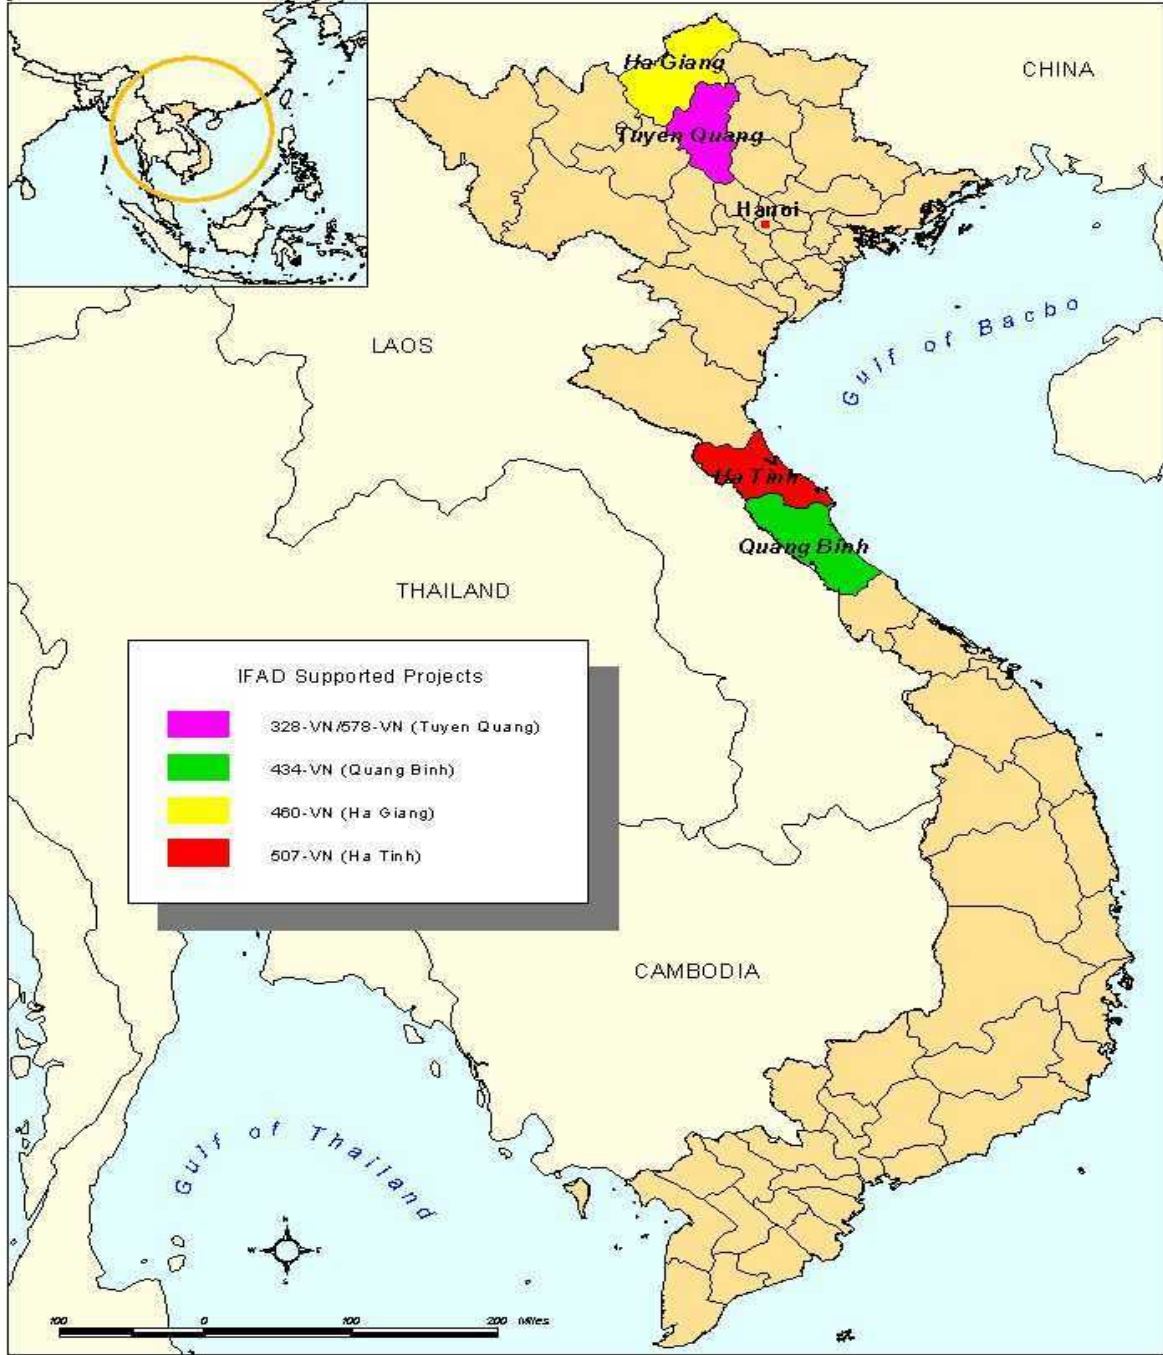 Ha Giang
CHINA
Tuyen Quang
Hanoi
Gulf of Bacbo
LAOS
Ha Tinh
Quang Binh
THAILAND
IFAD Supported Projects
328-VN/578-VN (Tuyen Quang)
434-VN (Quang Binh)
460-VN (Ha Giang)
507-VN (Ha Tinh)
CAMBODIA
Gulf of Thailand
N
W E
S
100 0 100 200 Miles